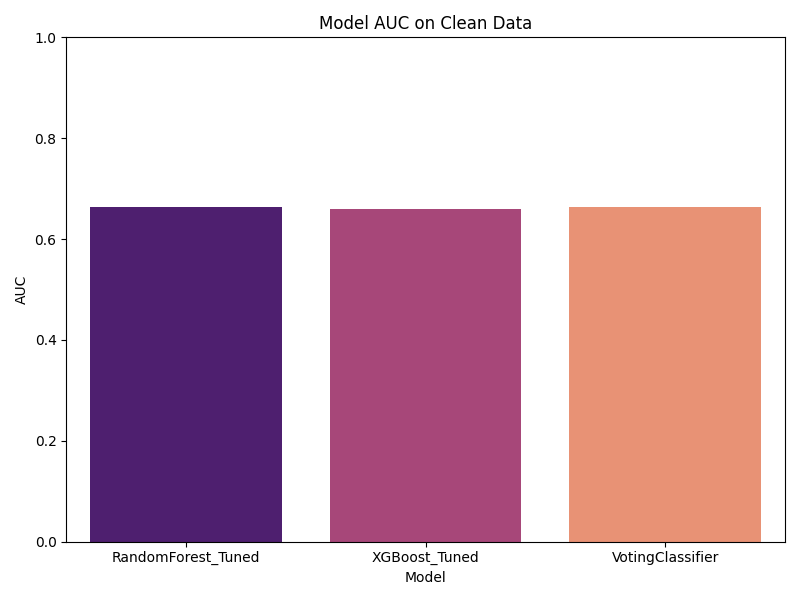 Model AUC on Clean Data
AUC
1.0
0.8
0.6
0.4
0.2
0.0
RandomForest_Tuned
XGBoost_Tuned
VotingClassifier
Model